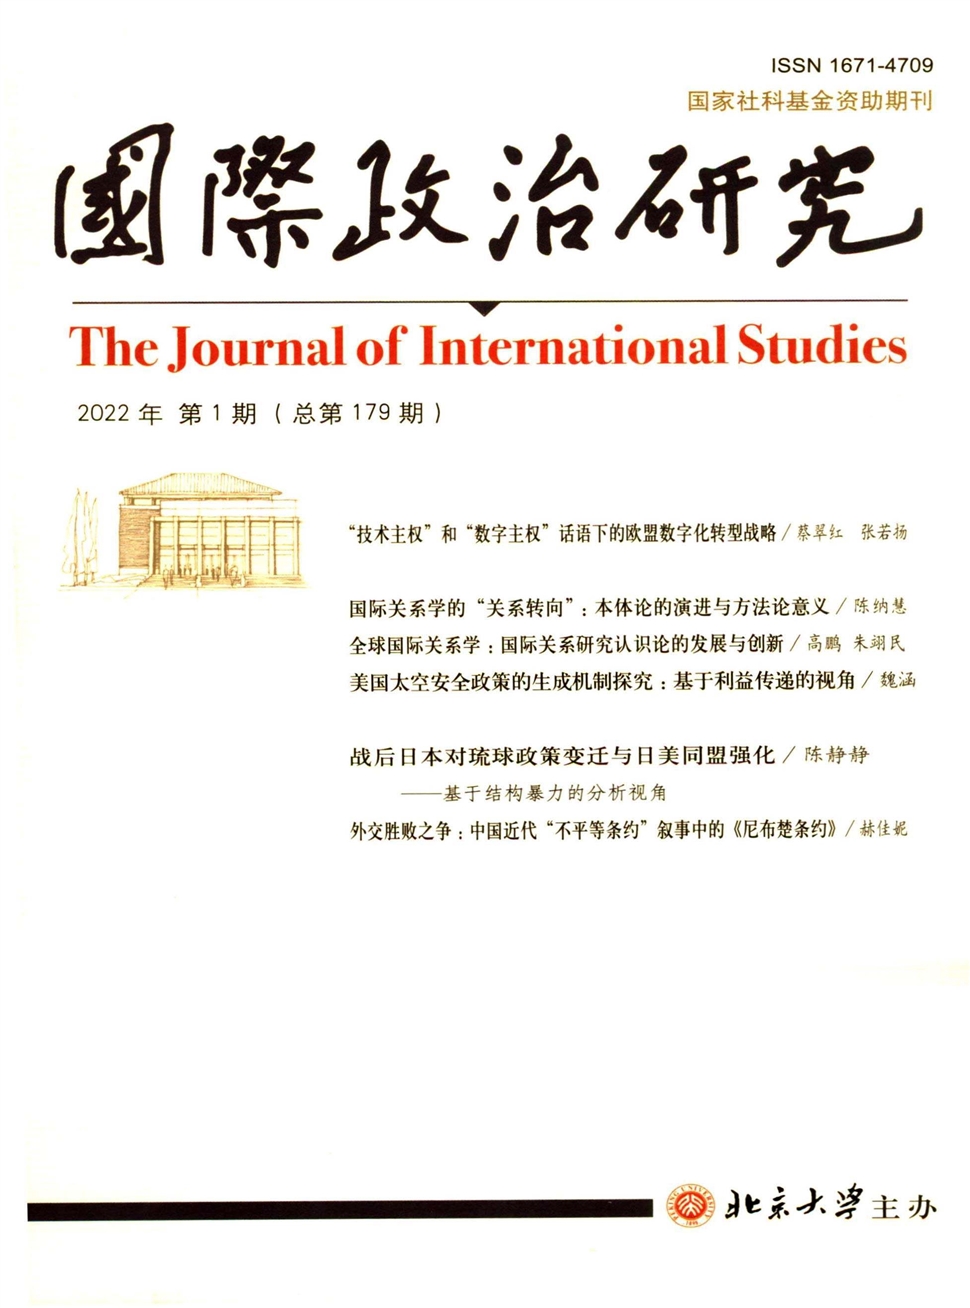 ISSN 1671-4709
国家社科基金资助期刊
國際政治研究
The Journal of International Studies
2022 年 第 1 期 ( 总第 179 期 )
“技术主权”和“数字主权”话语下的欧盟数字化转型战略 / 蔡翠红 张若扬
国际关系学的“关系转向”：本体论的演进与方法论意义 / 陈纳慧
全球国际关系学：国际关系研究认识论的发展与创新 / 高鹏 朱翊民
美国太空安全政策的生成机制探究：基于利益传递的视角 / 魏涵
战后日本对琉球政策变迁与日美同盟强化 / 陈静静
——基于结构暴力的分析视角
外交胜败之争：中国近代“不平等条约”叙事中的《尼布楚条约》/ 赫佳妮
PEKING UNIVERSITY
1898
北京大学主办